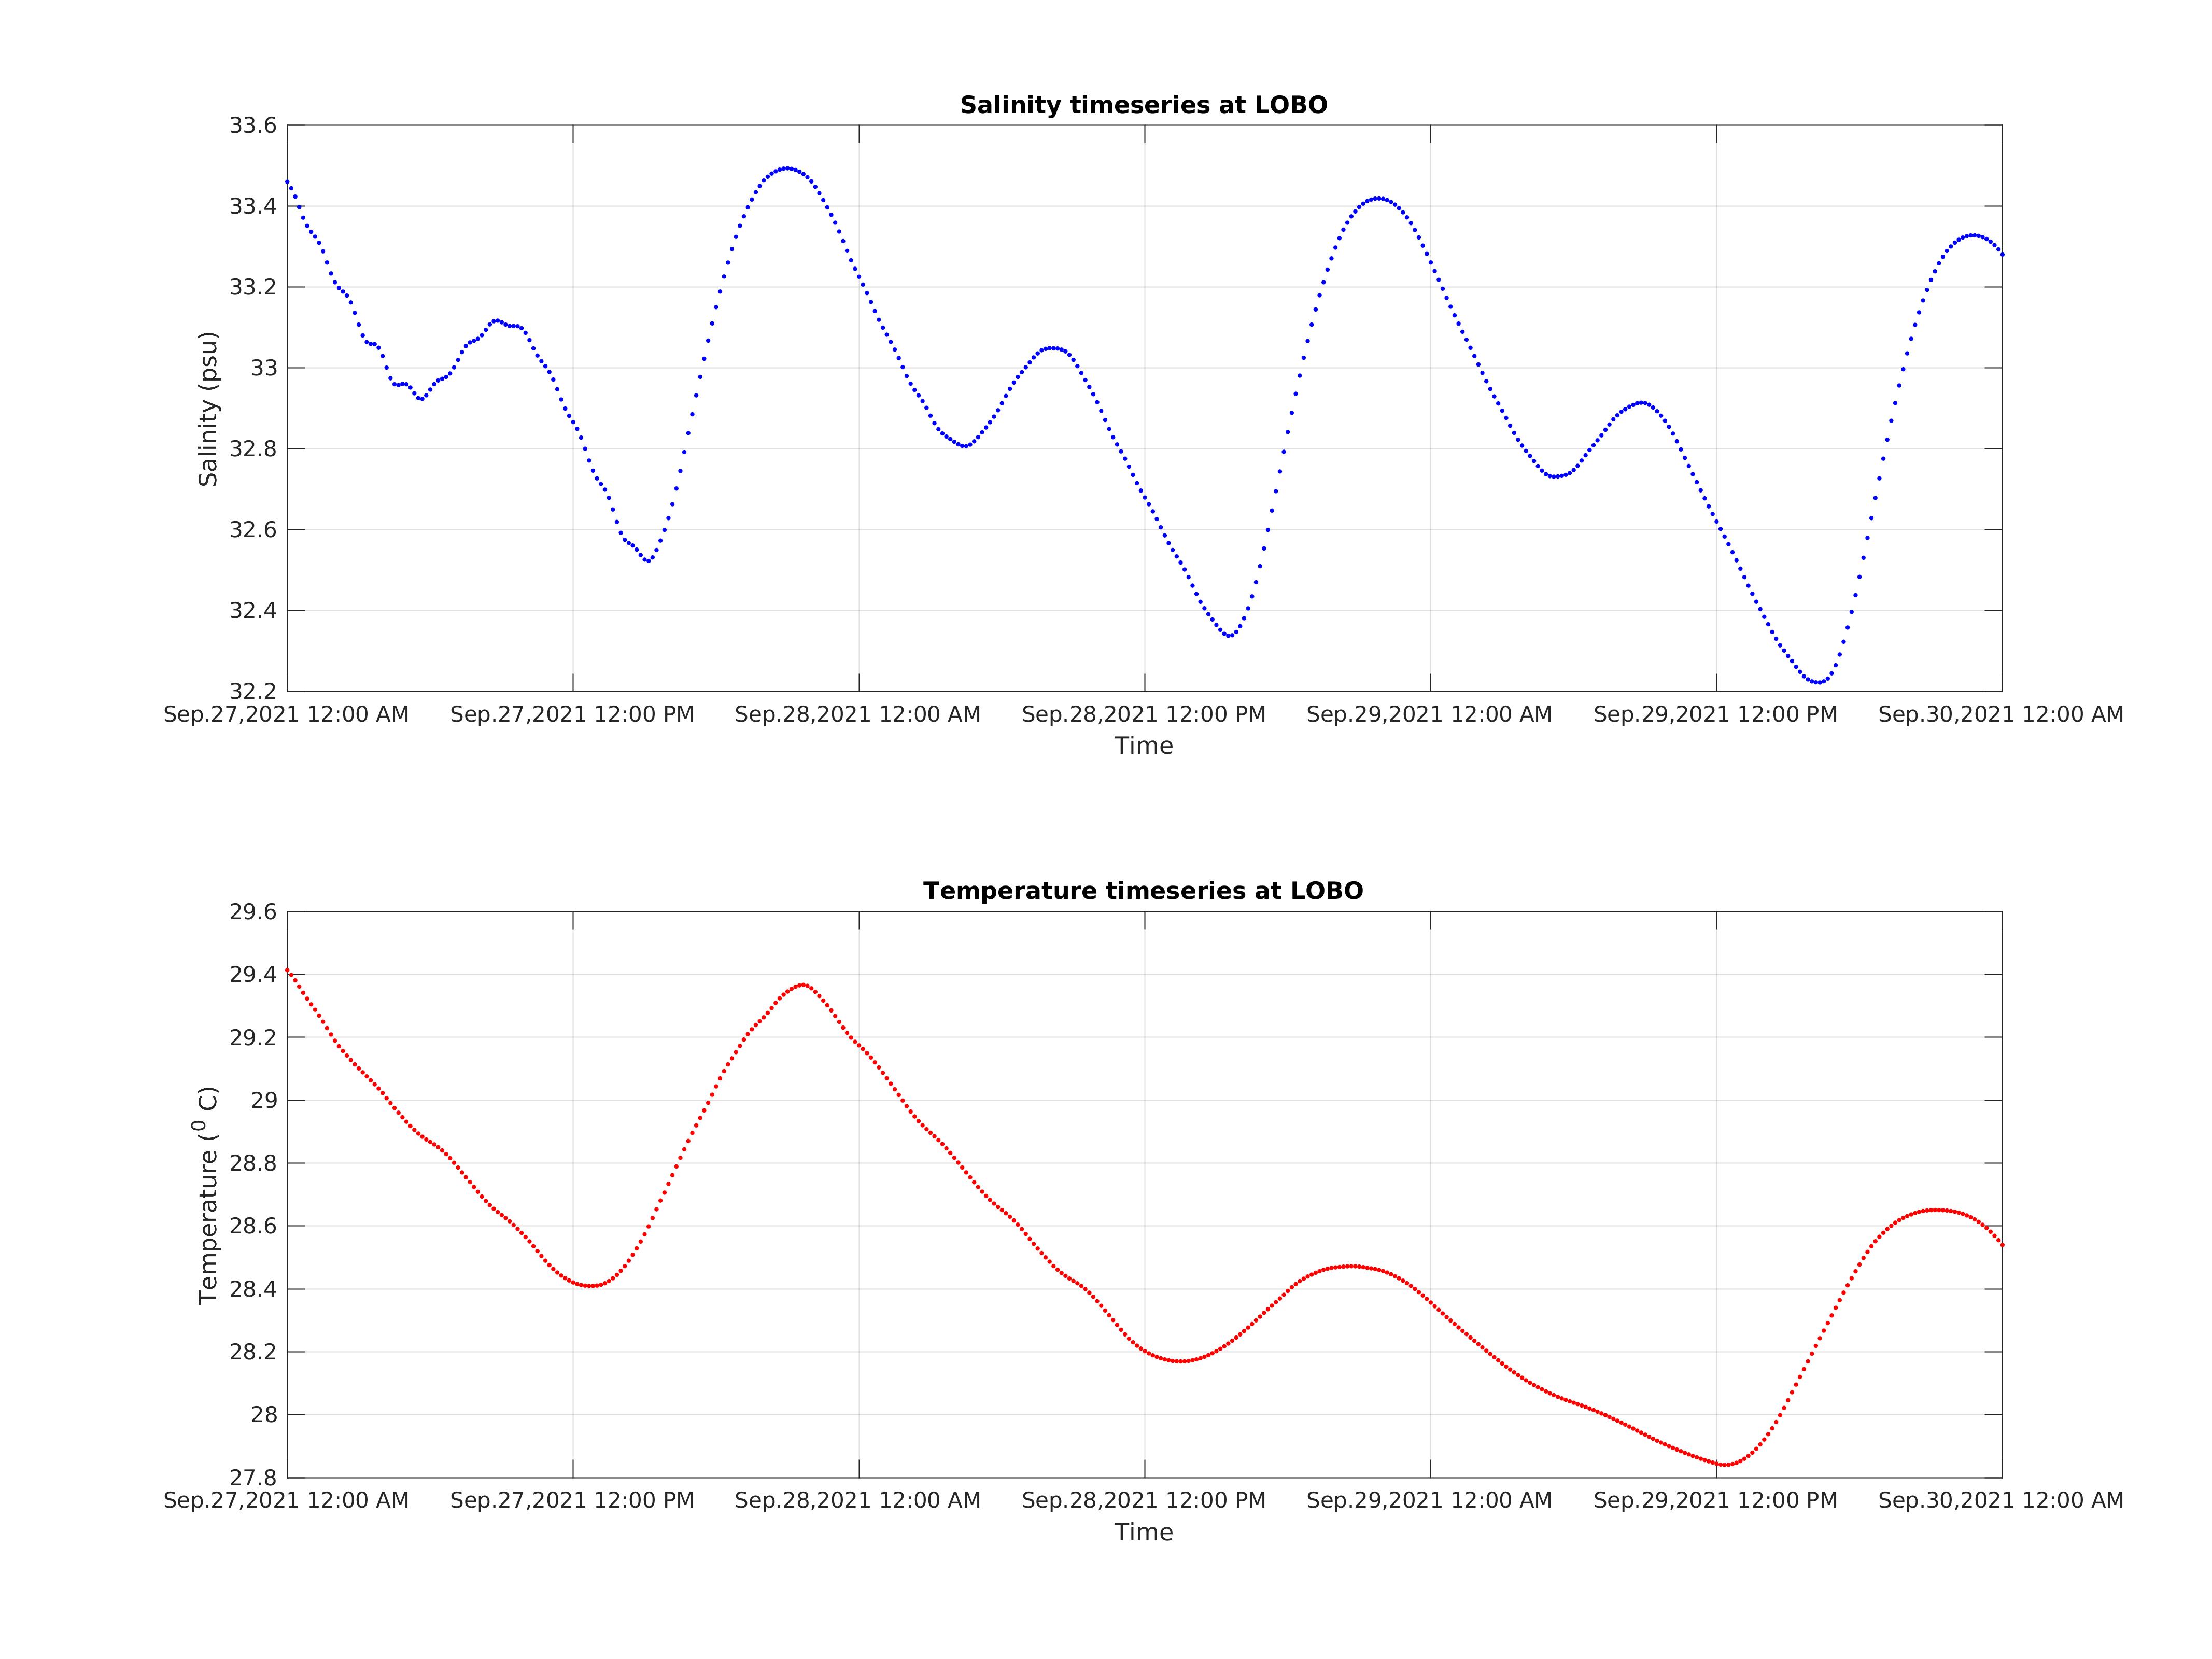 Salinity timeseries at LOBO
33.6
33.4
33.2
33
32.8
32.6
32.4
32.2
Salinity (psu)
Sep.27,2021 12:00 AM Sep.27,2021 12:00 PM Sep.28,2021 12:00 AM Sep.28,2021 12:00 PM Sep.29,2021 12:00 AM Sep.29,2021 12:00 PM Sep.30,2021 12:00 AM
Time
Temperature timeseries at LOBO
29.6
29.4
29.2
29
28.8
28.6
28.4
28.2
28
27.8
Temperature (⁰ C)
Sep.27,2021 12:00 AM Sep.27,2021 12:00 PM Sep.28,2021 12:00 AM Sep.28,2021 12:00 PM Sep.29,2021 12:00 AM Sep.29,2021 12:00 PM Sep.30,2021 12:00 AM
Time